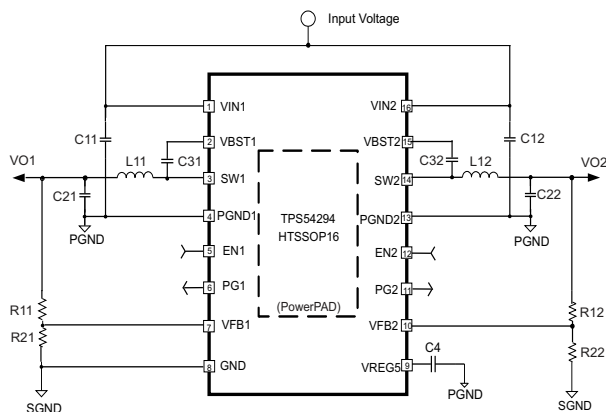 Input Voltage
1 VIN1 VIN2 16
C11 C12
2 VBST1 VBST2 15
VO1 L11 C31 C32 L12 VO2
3 SW1 SW2 14
C21 C22
TPS54294
HTSSOP16
4 PGND1 PGND2 13
PGND PGND
5 EN1 EN2 12
6 PG1 PG2 11
(PowerPAD)
R11 R12
7 VFB1 VFB2 10
R21 R22
8 GND VREG5 9 C4
PGND
SGND SGND